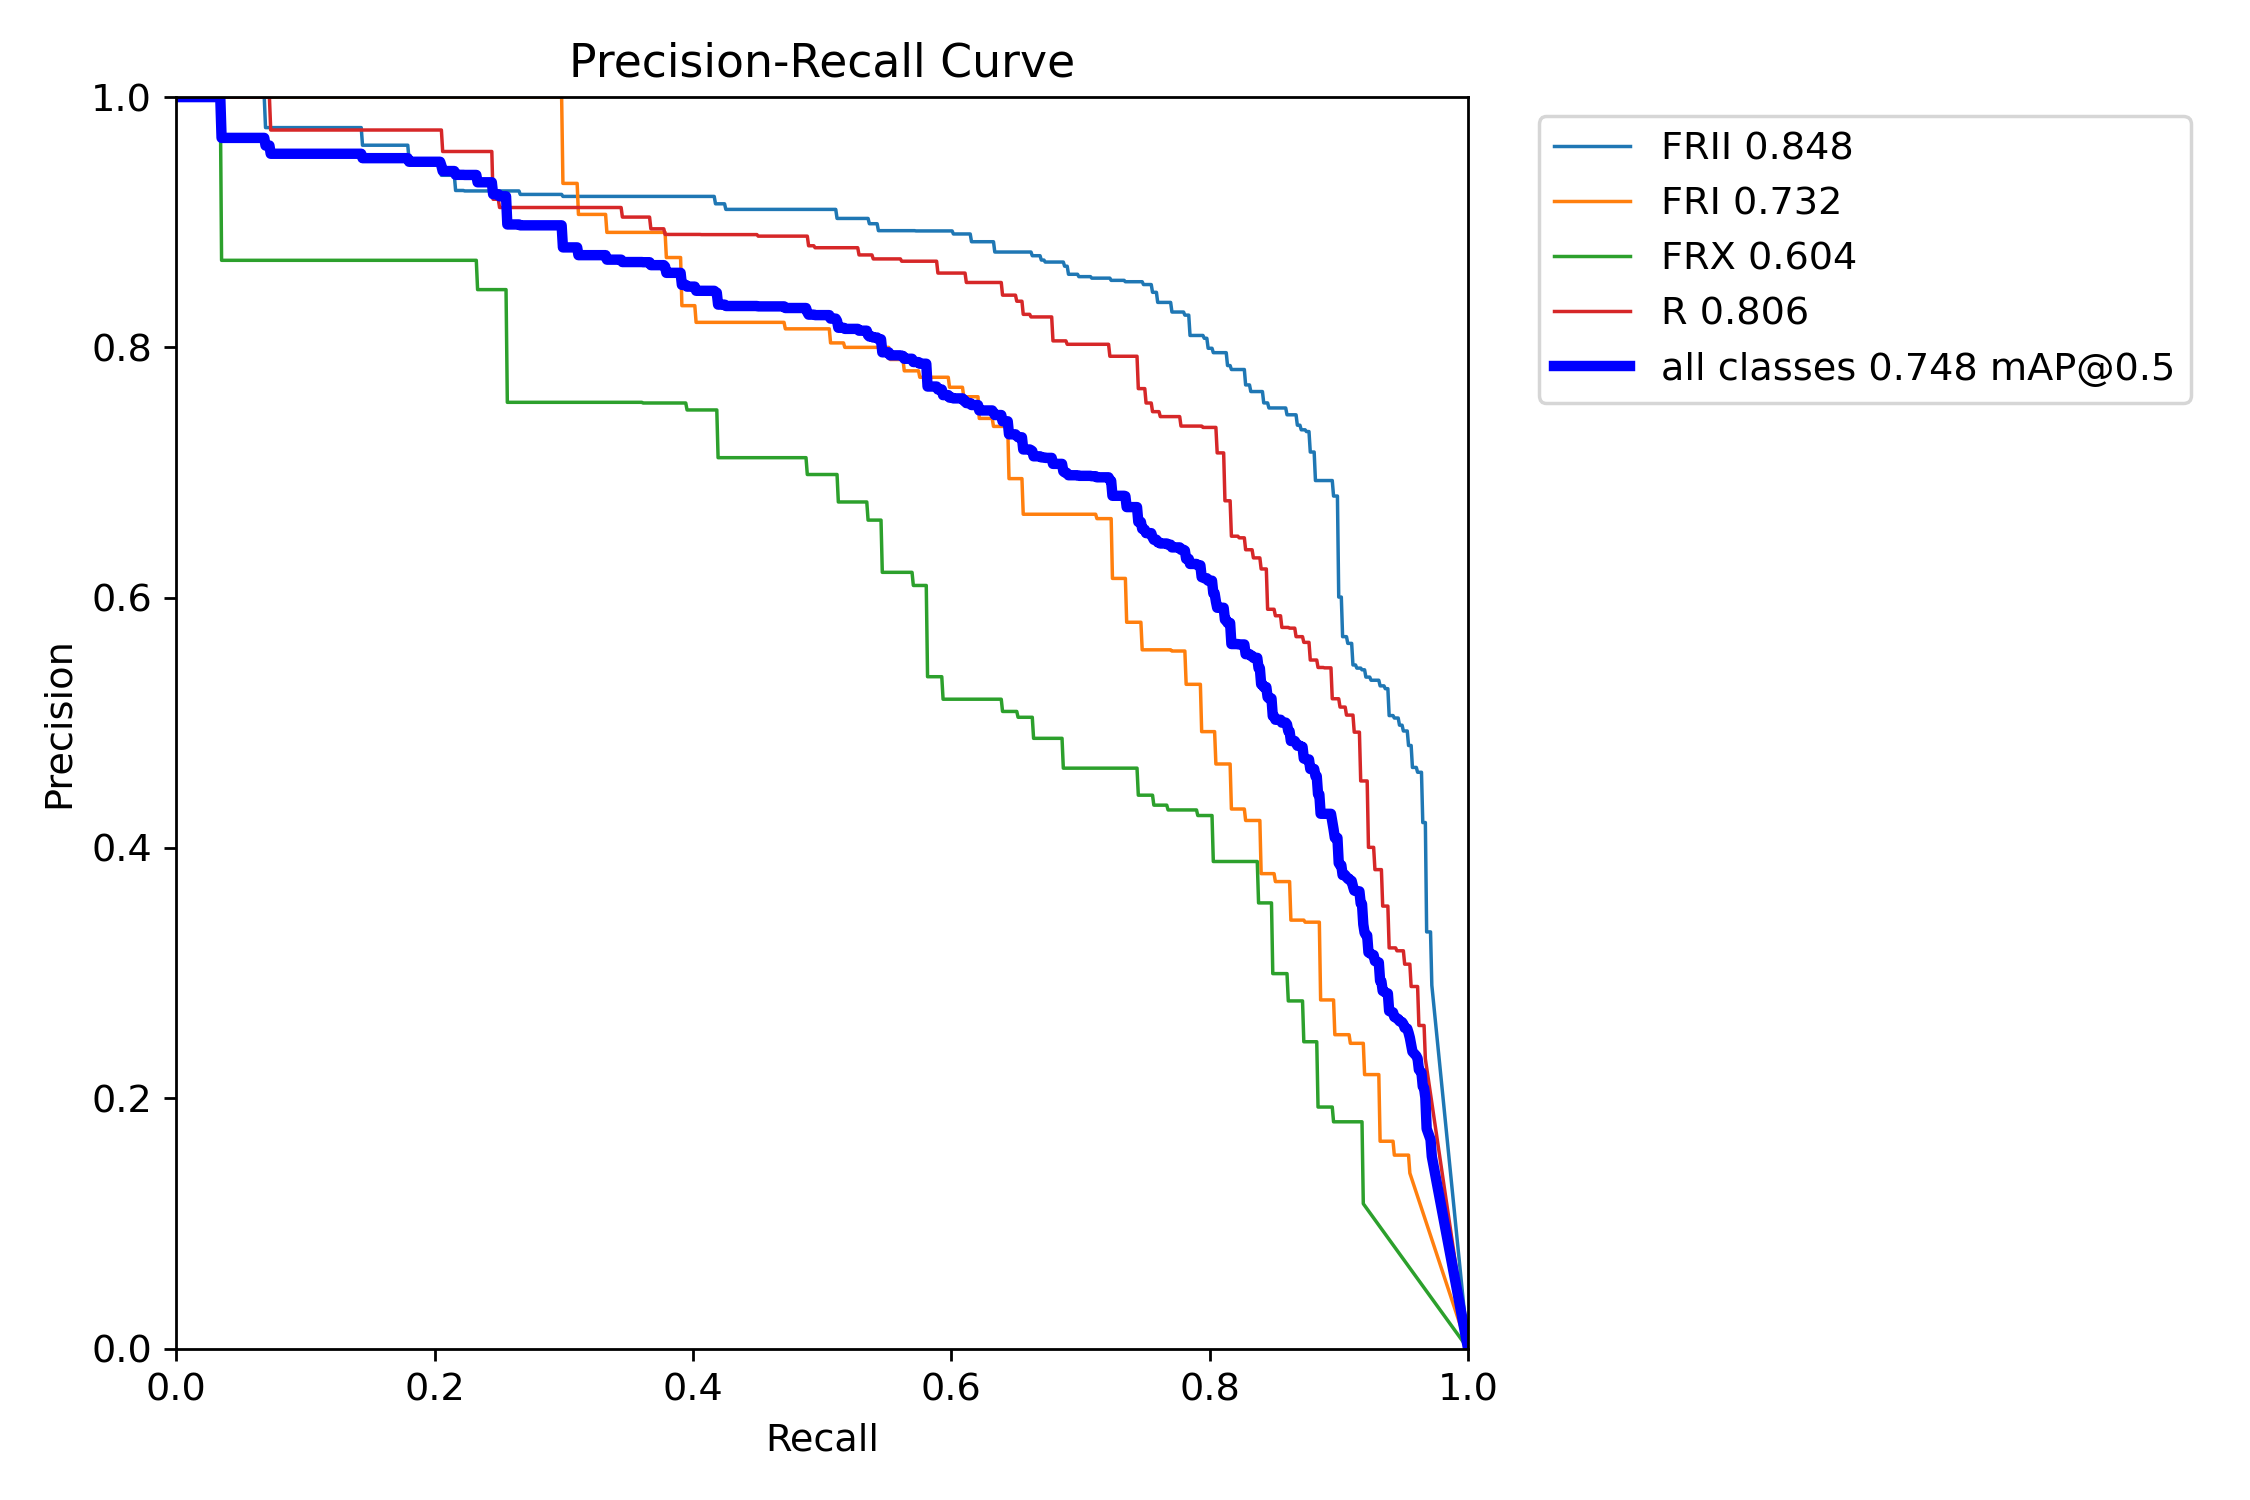 Precision-Recall Curve
1.0
0.8
0.6
0.4
0.2
0.0
Precision
0.0 0.2 0.4 0.6 0.8 1.0
Recall
FRII 0.848
FRI 0.732
FRX 0.604
R 0.806
all classes 0.748 mAP@0.5